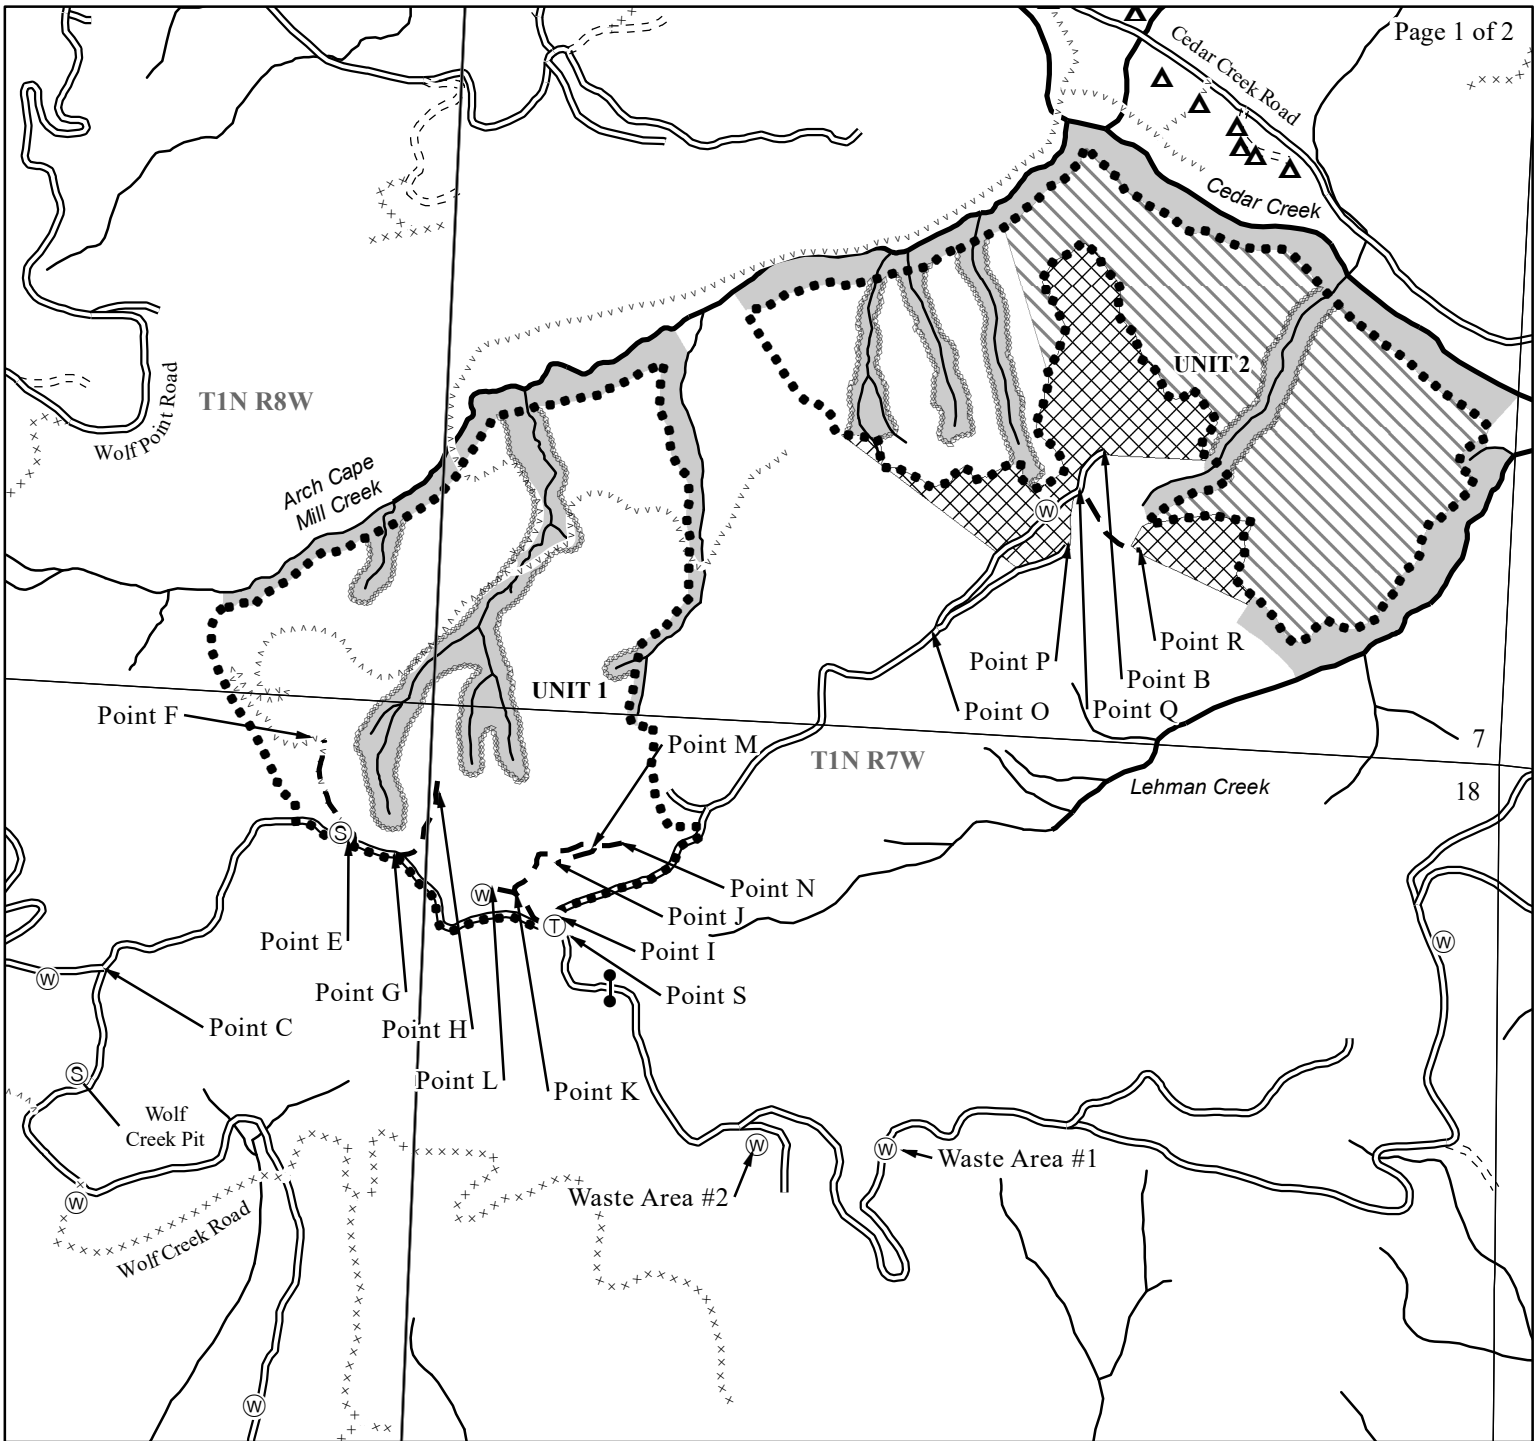 Page 1 of 2
Cedar Creek Road
Cedar Creek
UNIT 2
Wolf Point Road
T1N R8W
Arch Cape
Mill Creek
W
Point R
Point P
Point B
UNIT 1
Point Q
Point O
Point F
Point M
7
T1N R7W
Lehman Creek
18
S
Point N
W
Point J
T
Point E
Point I
W
W
Point G
Point S
Point C
Point H
S
Point L
Point K
Wolf
Creek Pit
W
W
Waste Area #1
Waste Area #2
W
Wolf Creek Road
W